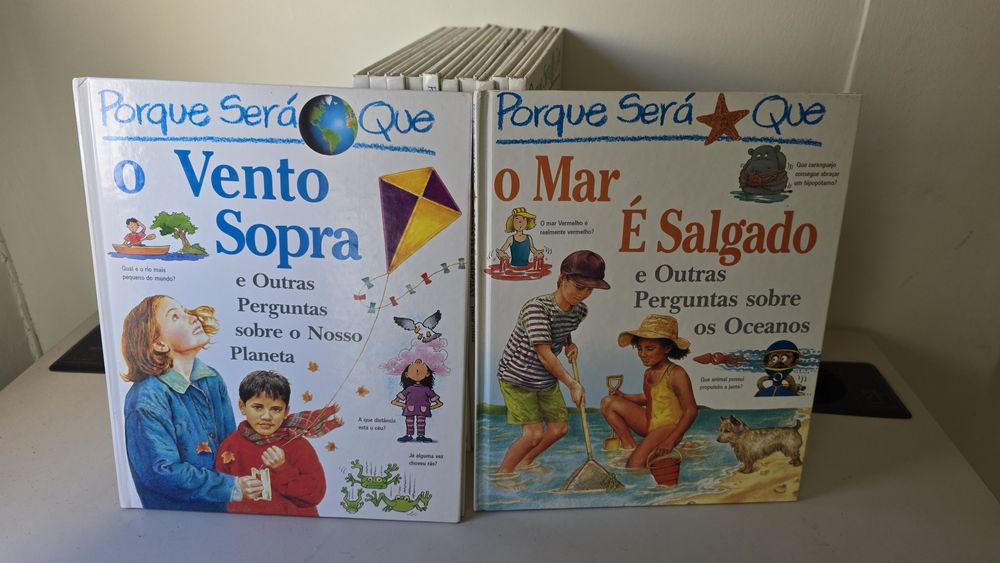 Porque Será Que
o Vento
Sopra
e Outras
Perguntas
sobre o Nosso
Planeta
Qual é o rio mais
pequeno do mundo?
A que distância
está o céu?
Já alguma vez
choveu rãs?
Porque Será Que
o Mar
É Salgado
e Outras
Perguntas sobre
os Oceanos
Que caranguejo
consegue abraçar
um hipopótamo?
O mar Vermelho é
realmente vermelho?
Que animal possui
propulsão a jacto?